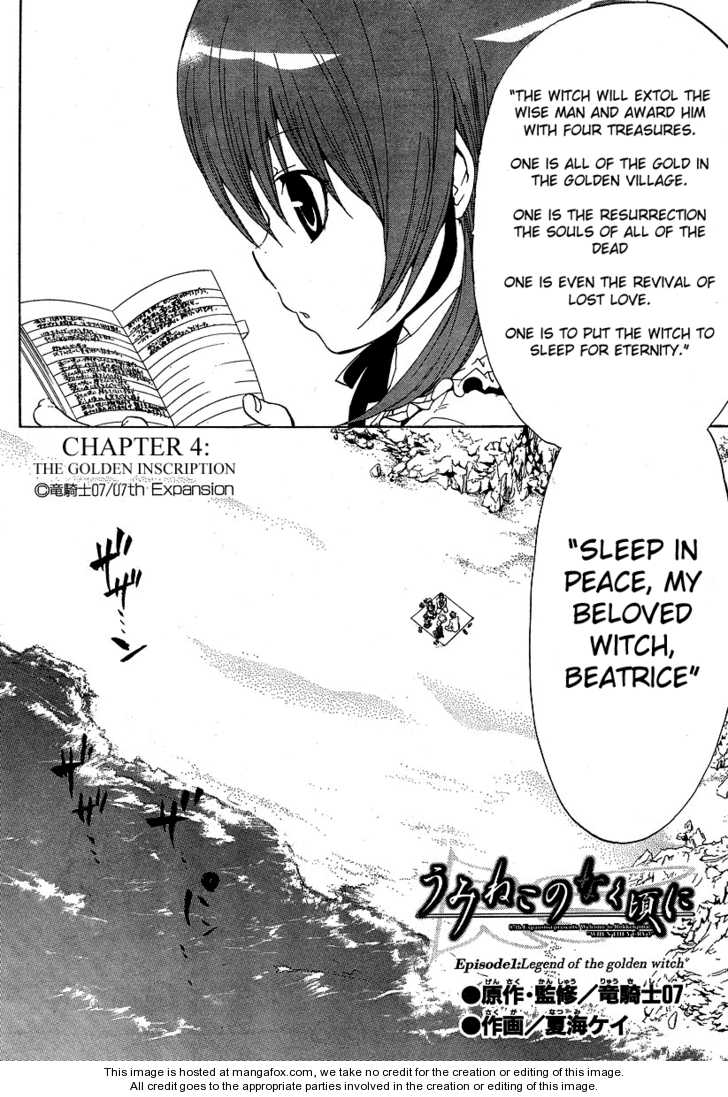 "THE WITCH WILL EXTOL THE
WISE MAN AND AWARD HIM
WITH FOUR TREASURES.
ONE IS ALL OF THE GOLD IN
THE GOLDEN VILLAGE.
ONE IS THE RESURRECTION
THE SOULS OF ALL OF THE
DEAD
ONE IS EVEN THE REVIVAL OF
LOST LOVE.
ONE IS TO PUT THE WITCH TO
SLEEP FOR ETERNITY."
CHAPTER 4:
THE GOLDEN INSCRIPTION
©竜騎士07/07th Expansion
ザザ…ン
"SLEEP IN
PEACE, MY
BELOVED
WITCH,
BEATRICE"
うみねこのなく頃に
"WHEN THEY CRY3"
Episode1:Legend of the golden witch
●原作・監修／竜騎士07
●作画／夏海ケイ
This image is hosted at mangafox.com, we take no credit for the creation or editing of this image.
All credit goes to the appropriate parties involved in the creation or editing of this image.